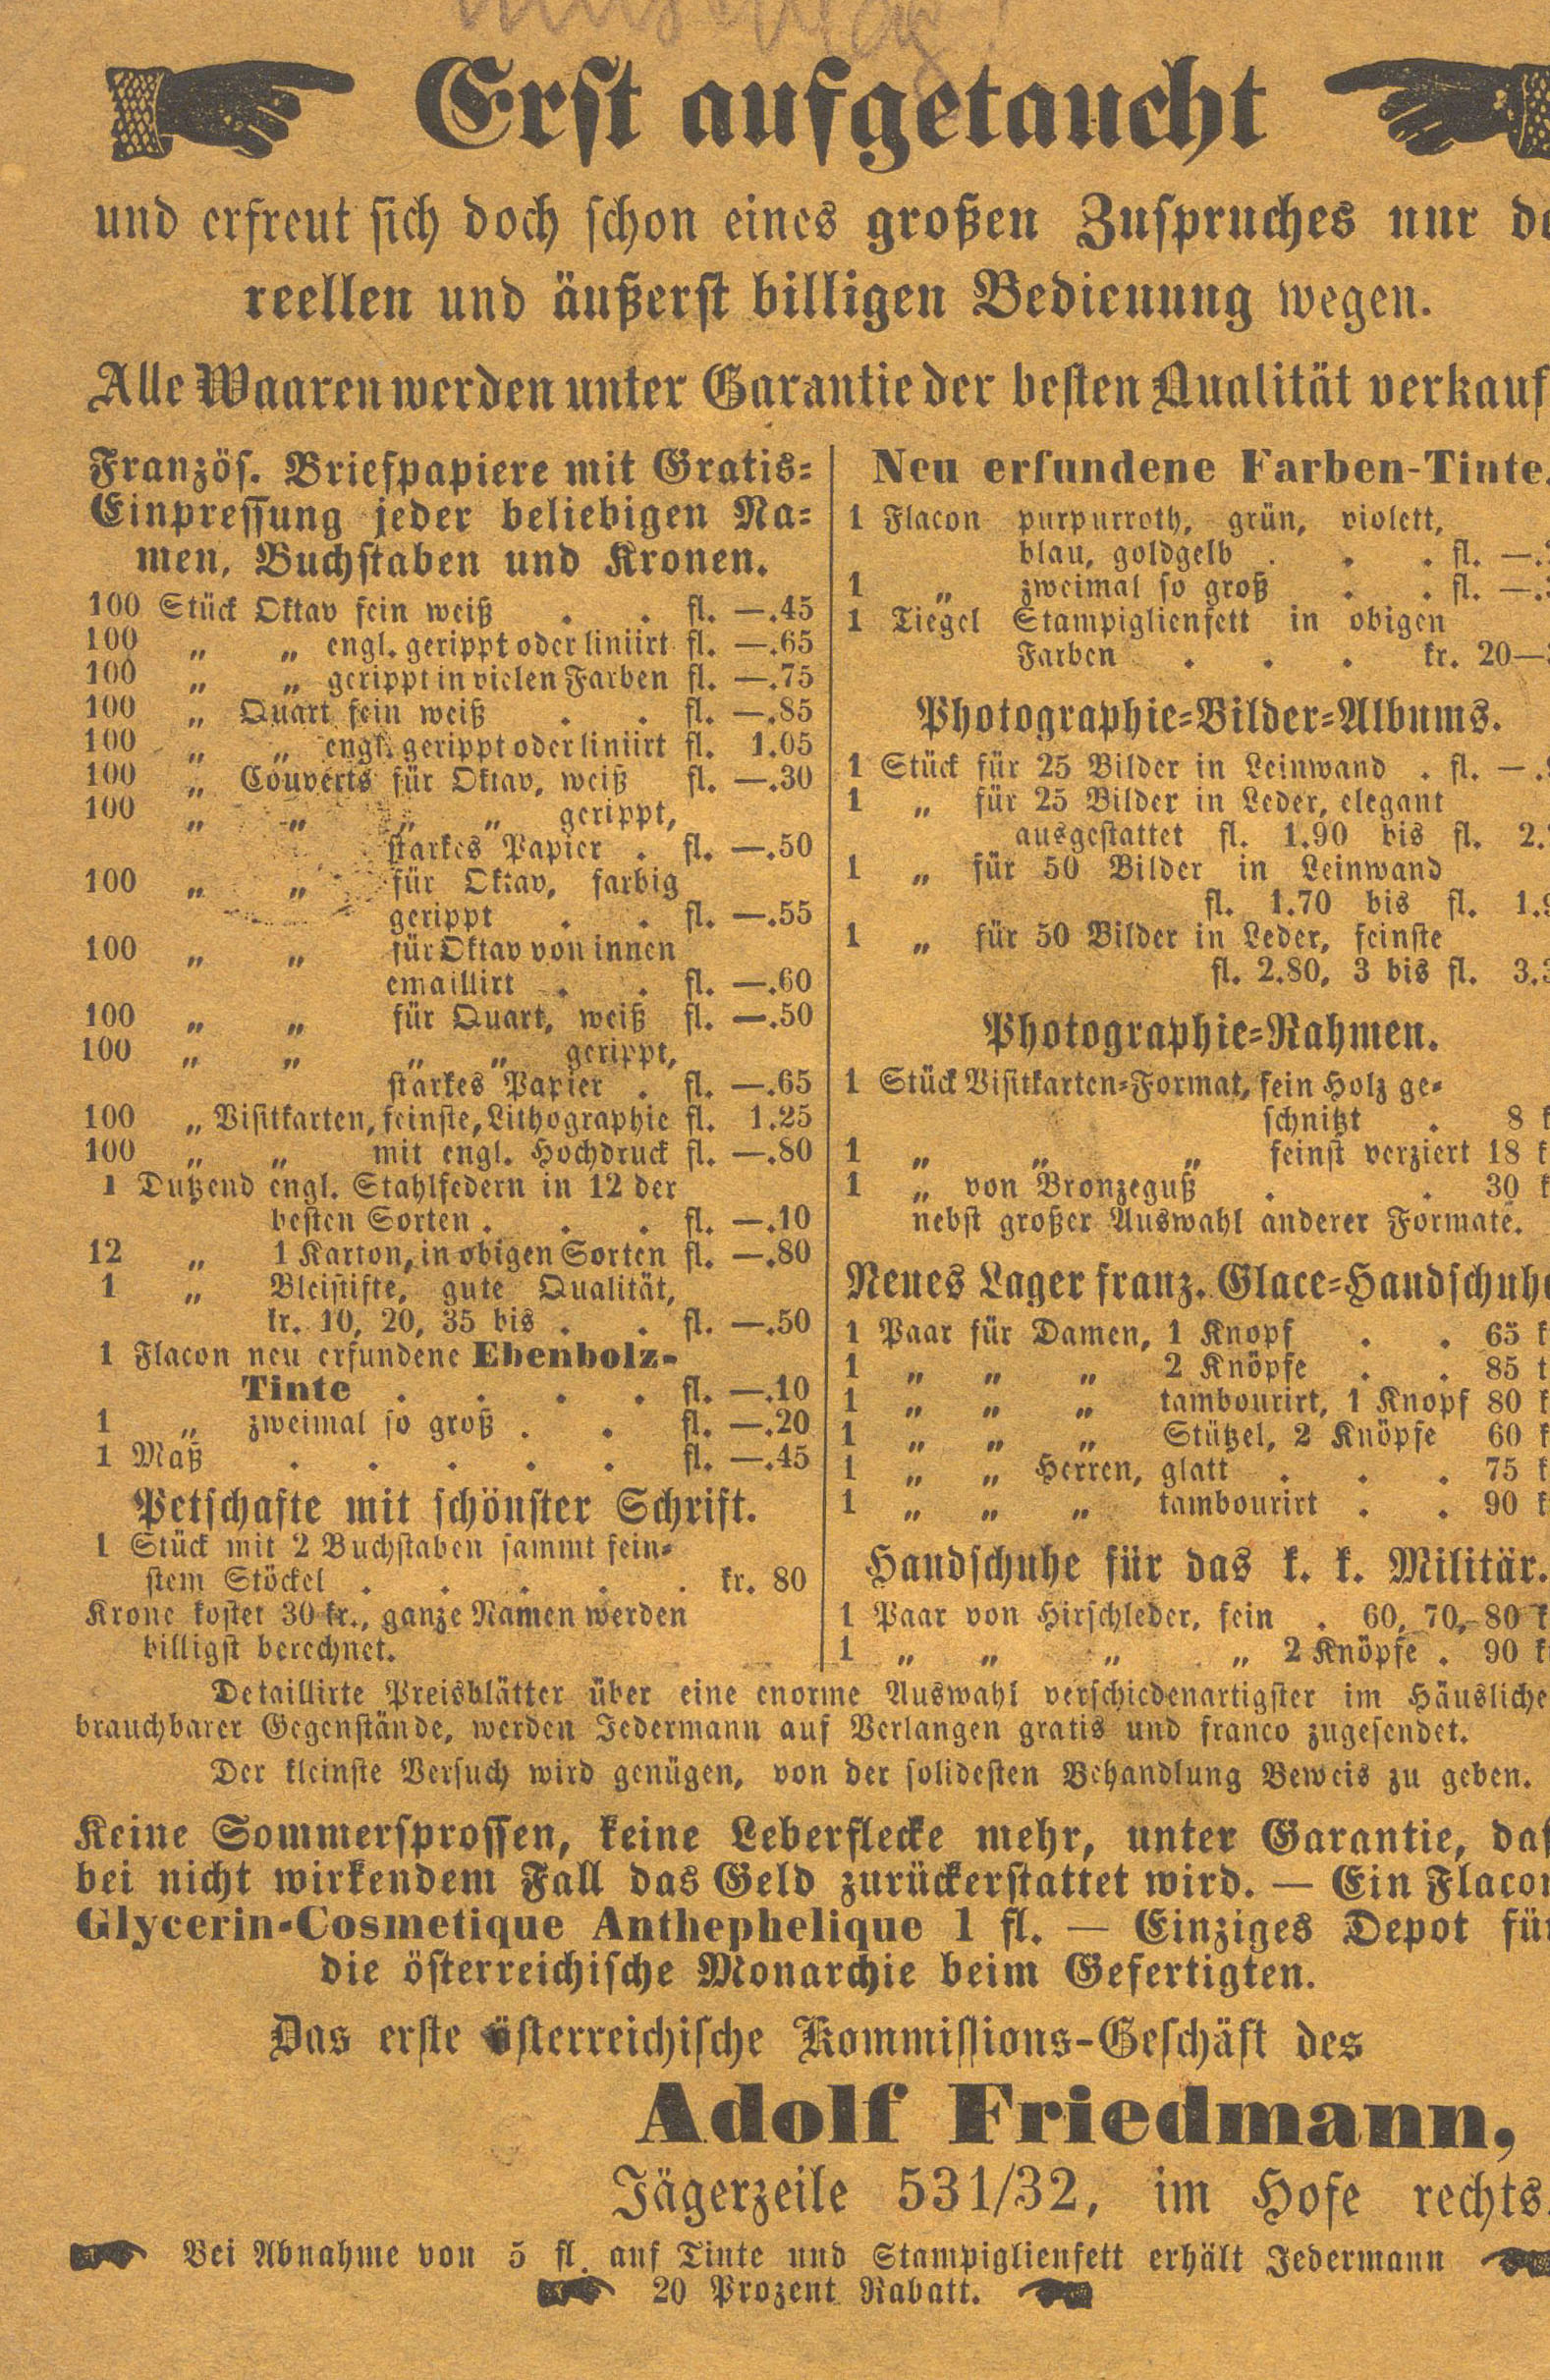 Erst aufgetaucht
und erfreut sich doch schon eines großen Zuspruches nur
reellen und äußerst billigen Bedienung wegen.
Alle Waaren werden unter Garantie der besten Qualität verkauf
Französ. Briefpapiere mit Gratis-
Einpressung jeder beliebigen Na-
men, Buchstaben und Kronen.
100 Stück Oktav fein weiß . . fl. —.45
100 „ „ engl. gerippt oder liniirt fl. —.65
100 „ „ gerippt in vielen Farben fl. —.75
100 „ Quart fein weiß . . fl. —.85
100 „ „ engl. gerippt oder liniirt fl. 1.05
100 „ Couverts für Oktav, weiß fl. —.30
100 „ „ „ „ gerippt,
starkes Papier . fl. —.50
100 „ „ für Oktav, farbig
gerippt . . fl. —.55
100 „ „ für Oktav von innen
emaillirt . . fl. —.60
100 „ „ für Quart, weiß fl. —.50
100 „ „ „ „ gerippt,
starkes Papier . fl. —.65
100 „ Visitkarten, feinste, Lithographie fl. 1.25
100 „ „ mit engl. Hochdruck fl. —.80
1 Dutzend engl. Stahlfedern in 12 der
besten Sorten . . . fl. —.10
12 „ 1 Karton, in obigen Sorten fl. —.80
1 „ Bleistifte, gute Qualität,
kr. 10, 20, 35 bis . . fl. —.50
1 Flacon neu erfundene Ebenholz-
Tinte . . . . fl. —.10
1 „ zweimal so groß . . fl. —.20
1 Maß . . . . . fl. —.45
Petschafte mit schönster Schrift.
1 Stück mit 2 Buchstaben sammt fein-
stem Stöckel . . . . . kr. 80
Krone kostet 30 kr., ganze Namen werden
billigst berechnet.
Neu erfundene Farben-Tinte.
1 Flacon purpurroth, grün, violett,
blau, goldgelb . . . fl. —.
1 „ zweimal so groß . . fl. —.
1 Tiegel Stampiglienfett in obigen
Farben . . . kr. 20—
Photographie-Bilder-Albums.
1 Stück für 25 Bilder in Leinwand . fl. —.
1 „ für 25 Bilder in Leder, elegant
ausgestattet fl. 1.90 bis fl. 2.
1 „ für 50 Bilder in Leinwand
fl. 1.70 bis fl. 1.9
1 „ für 50 Bilder in Leder, feinste
fl. 2.80, 3 bis fl. 3.3
Photographie-Rahmen.
1 Stück Visitkarten-Format, fein Holz ge-
schnitzt . 8 k
1 „ „ „ feinst verziert 18 k
1 „ von Bronzeguß . . 30 k
nebst großer Auswahl anderer Formate.
Neues Lager franz. Glace-Handschuhe
1 Paar für Damen, 1 Knopf . . 65 k
1 „ „ „ 2 Knöpfe . . 85 k
1 „ „ „ tambourirt, 1 Knopf 80 k
1 „ „ „ Stützel, 2 Knöpfe 60 k
1 „ „ Herren, glatt . . . 75 k
1 „ „ „ tambourirt . . 90 k
Handschuhe für das k. k. Militär.
1 Paar von Hirschleder, fein . 60, 70, 80 k
1 „ „ „ „ 2 Knöpfe . 90 k
Detaillirte Preisblätter über eine enorme Auswahl verschiedenartigster im Häusliche
brauchbarer Gegenstände, werden Jedermann auf Verlangen gratis und franco zugesendet.
Der kleinste Versuch wird genügen, von der solidesten Behandlung Beweis zu geben.
Keine Sommersprossen, keine Leberflecke mehr, unter Garantie, daß
bei nicht wirkendem Fall das Geld zurückerstattet wird. — Ein Flacon
Glycerin-Cosmetique Anthephelique 1 fl. — Einziges Depot für
die österreichische Monarchie beim Gefertigten.
Das erste österreichische Kommissions-Geschäft des
Adolf Friedmann,
Jägerzeile 531/32, im Hofe rechts.
Bei Abnahme von 5 fl. auf Tinte und Stampiglienfett erhält Jedermann
20 Prozent Rabatt.